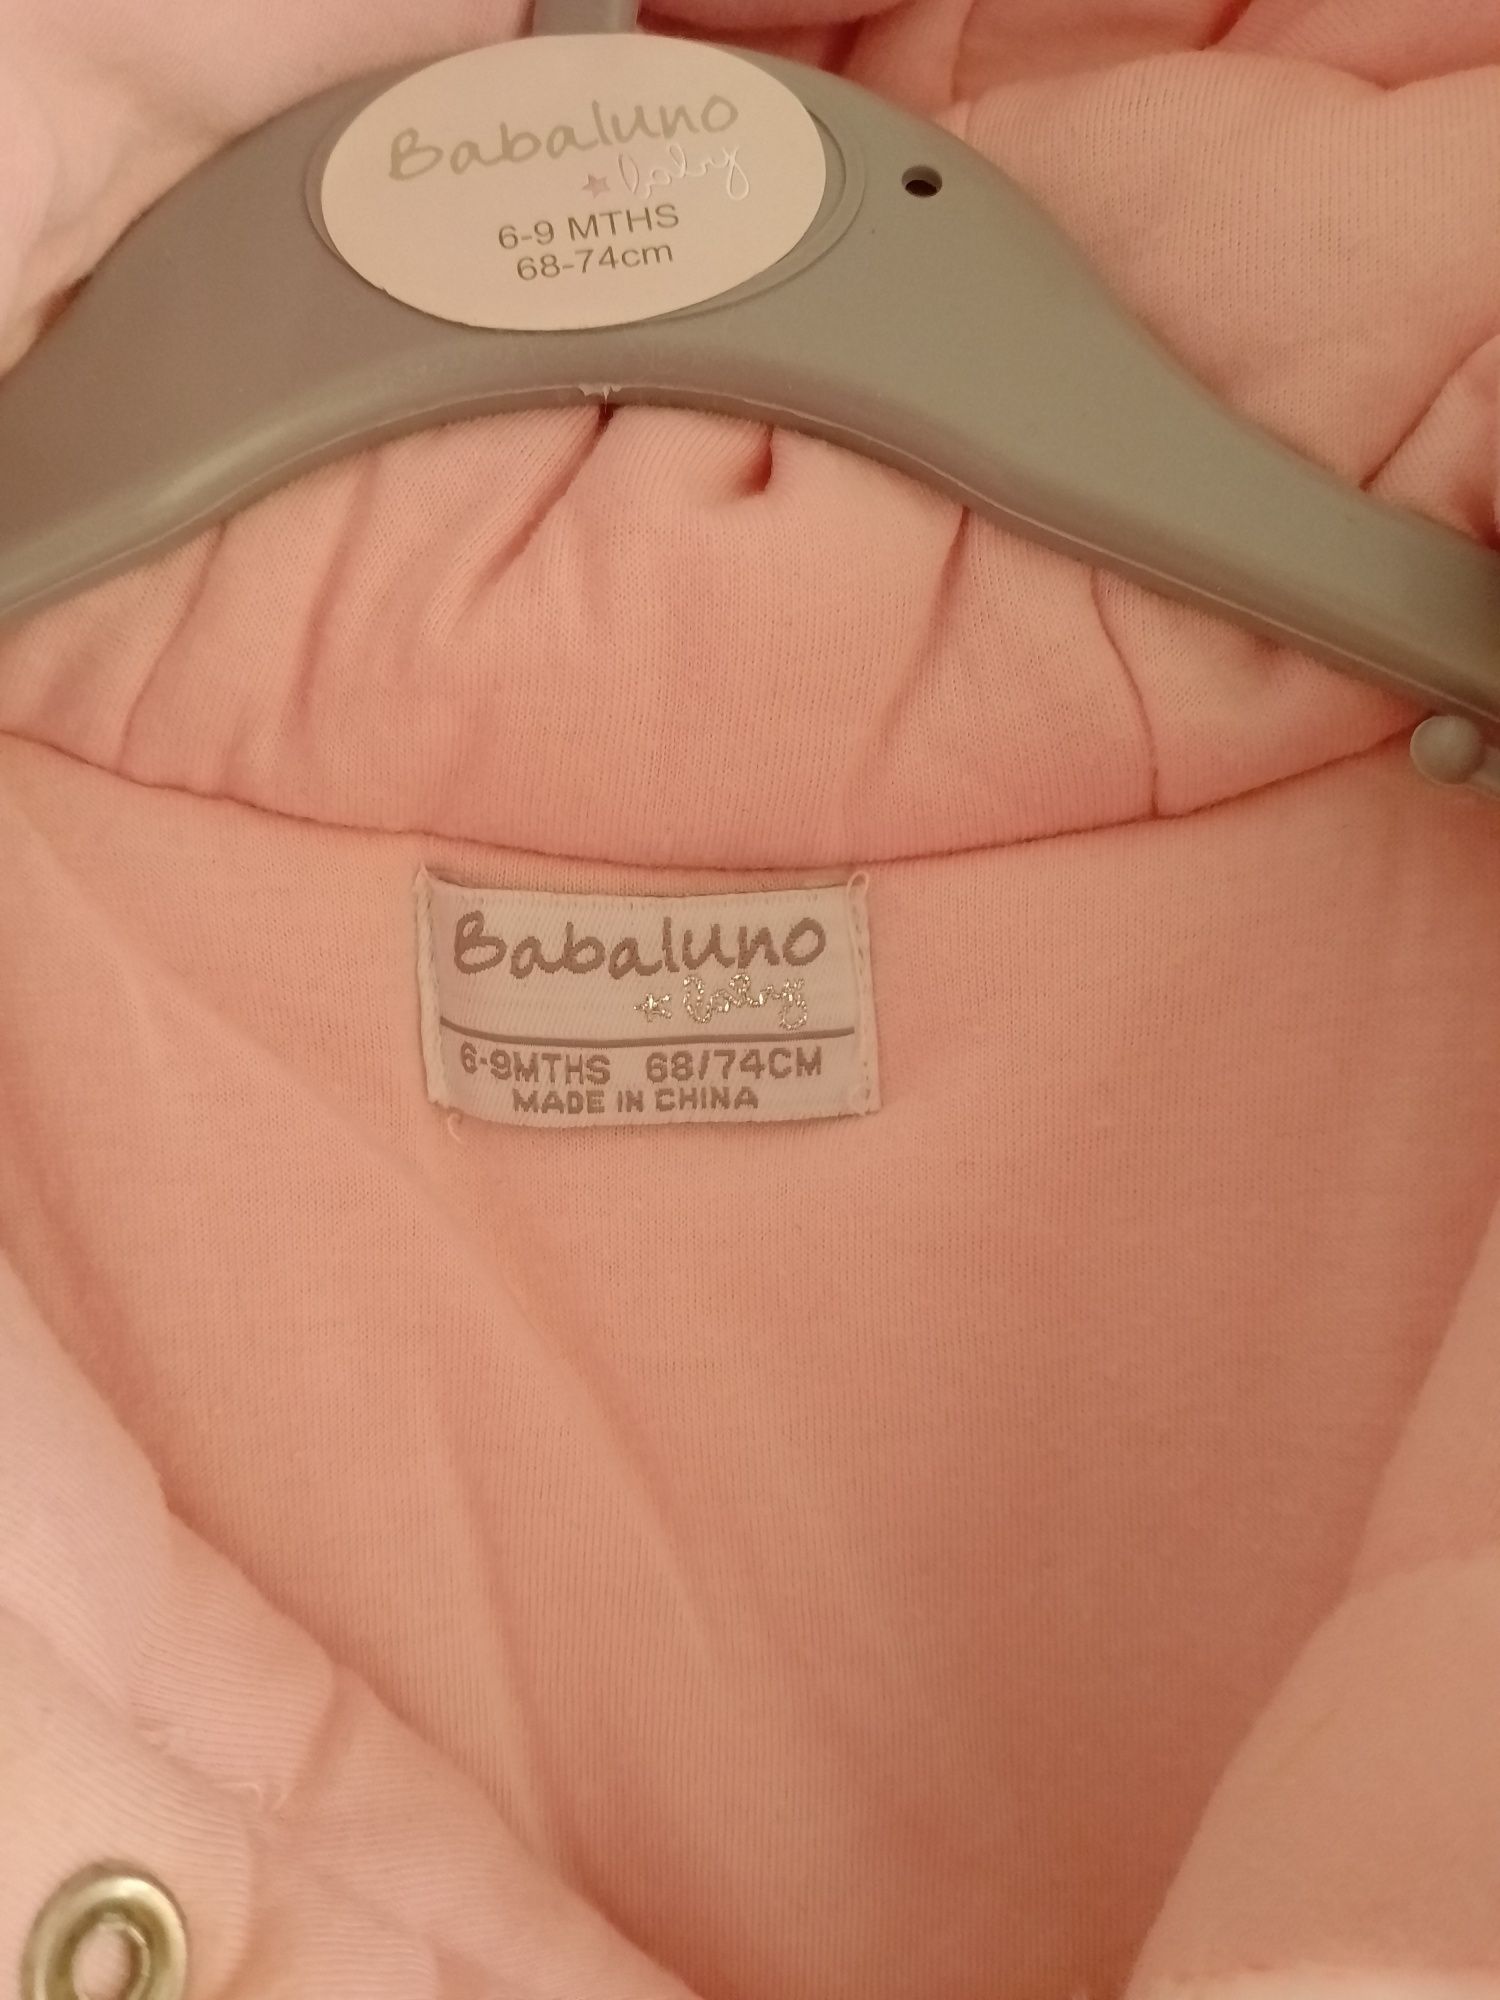 Babaluno
baby
6-9 MTHS
68-74cm
Babaluno
baby
6-9MTHS 68/74CM
MADE IN CHINA